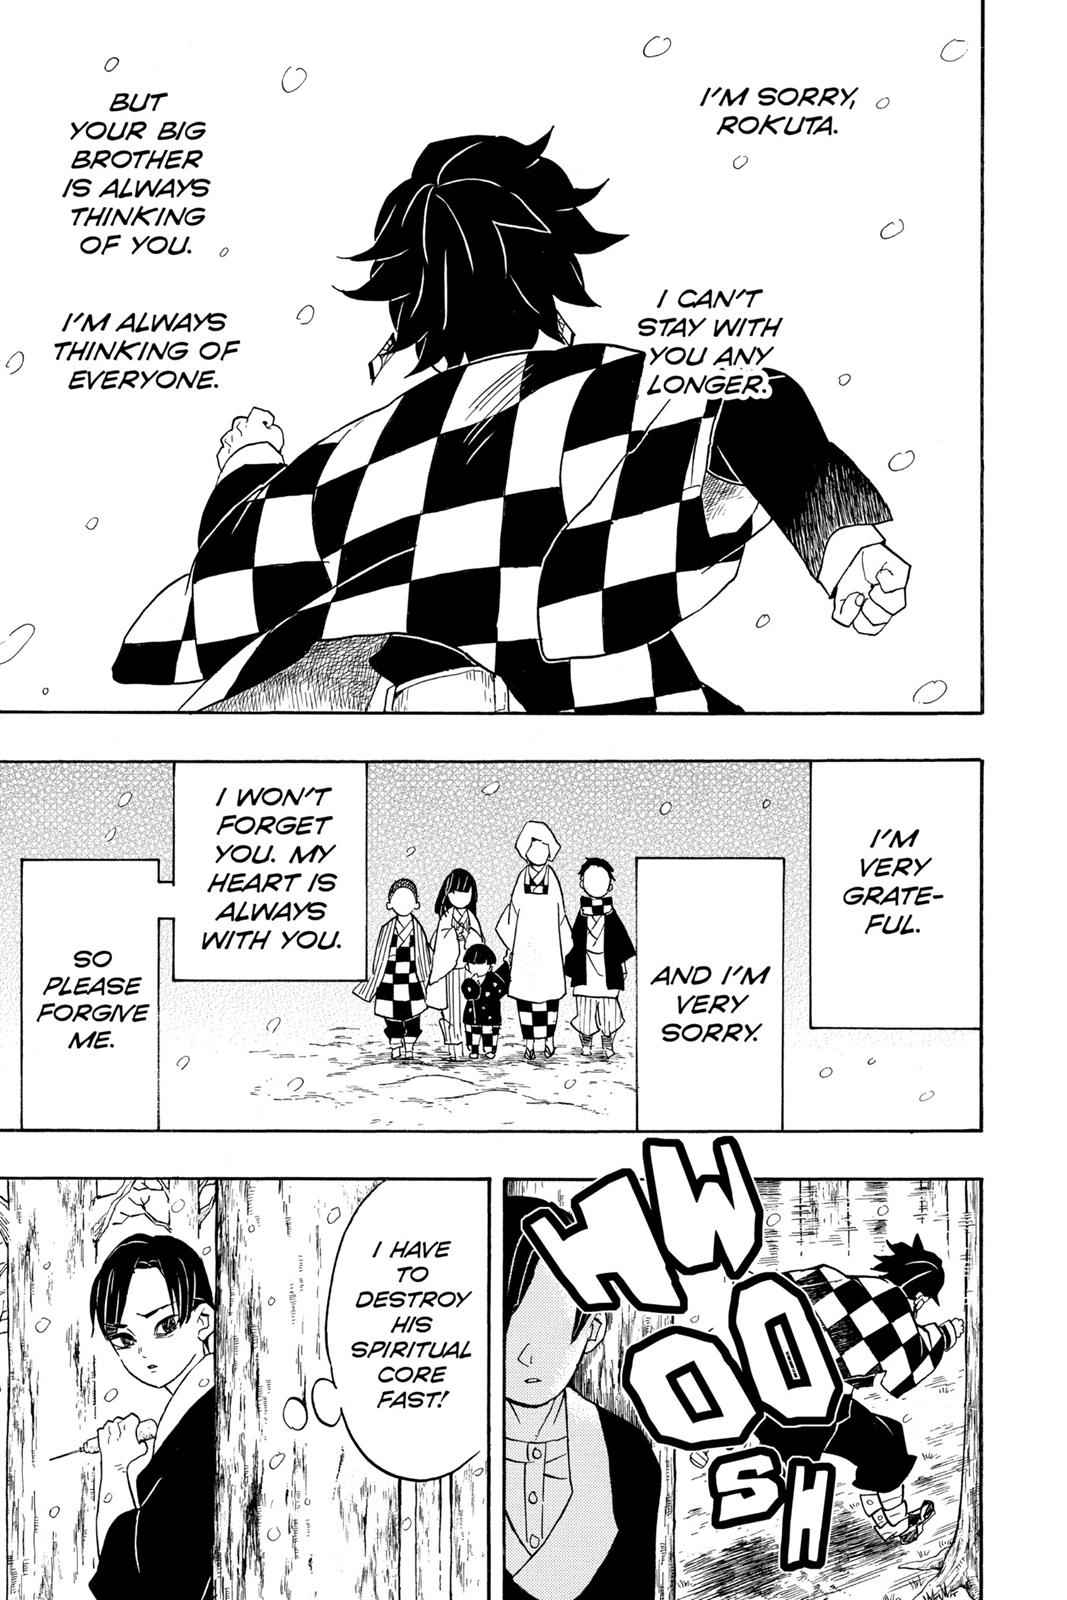 I'M SORRY,
ROKUTA.
I CAN'T
STAY WITH
YOU ANY
LONGER.
BUT
YOUR BIG
BROTHER
IS ALWAYS
THINKING
OF YOU.
I'M ALWAYS
THINKING OF
EVERYONE.
I'M
VERY
GRATE-
FUL.
AND I'M
VERY
SORRY.
I WON'T
FORGET
YOU. MY
HEART IS
ALWAYS
WITH YOU.
SO
PLEASE
FORGIVE
ME.
WWOOSH
I HAVE
TO
DESTROY
HIS
SPIRITUAL
CORE
FAST!